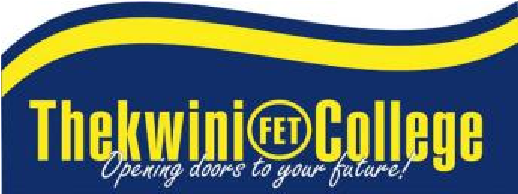 Thekwini FET College
Opening doors to your future!